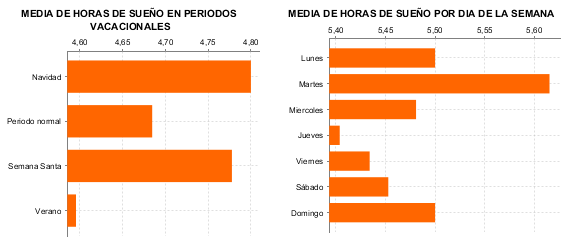 MEDIA DE HORAS DE SUEÑO EN PERIODOS
VACACIONALES
4,60 4,65 4,70 4,75 4,80
Navidad
Periodo normal
Semana Santa
Verano
MEDIA DE HORAS DE SUEÑO POR DIA DE LA SEMANA
5,40 5,45 5,50 5,55 5,60
Lunes
Martes
Miercoles
Jueves
Viernes
Sábado
Domingo